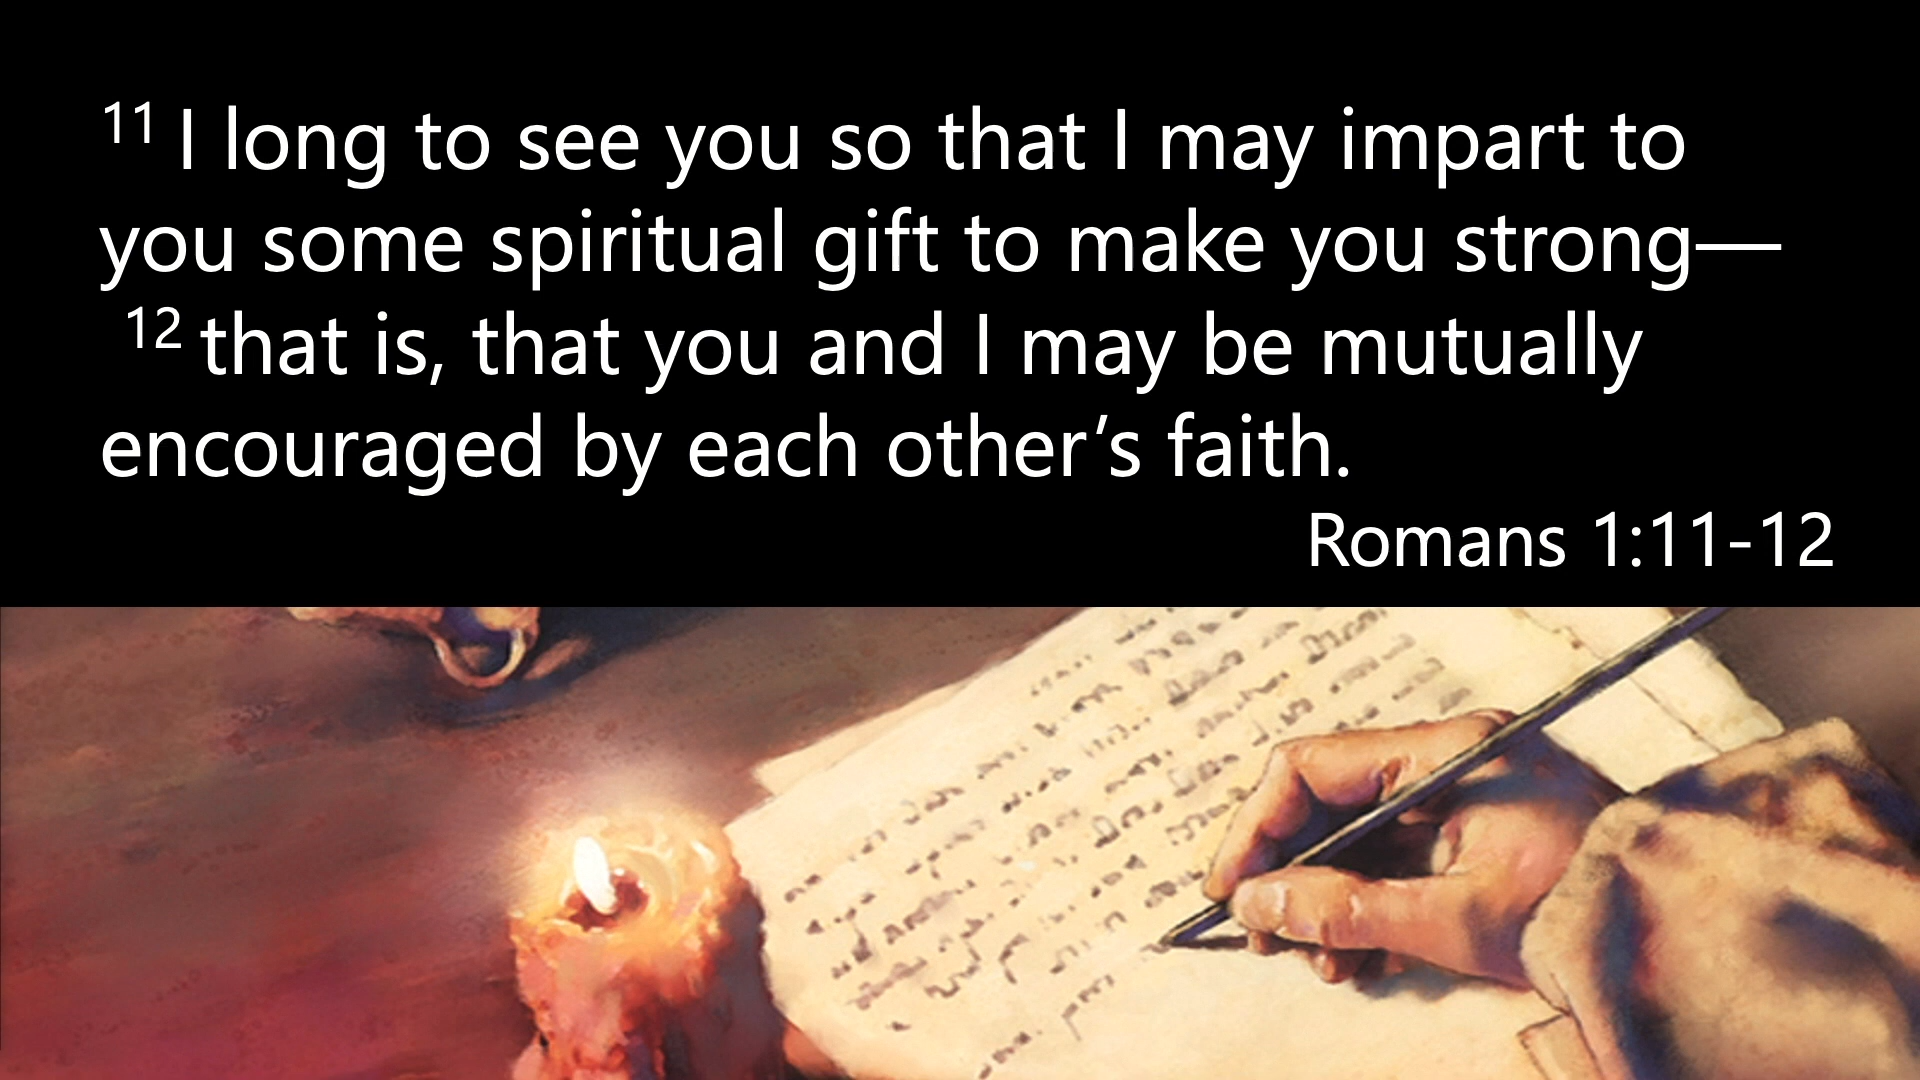 11 I long to see you so that I may impart to
you some spiritual gift to make you strong—
12 that is, that you and I may be mutually
encouraged by each other’s faith.
Romans 1:11-12